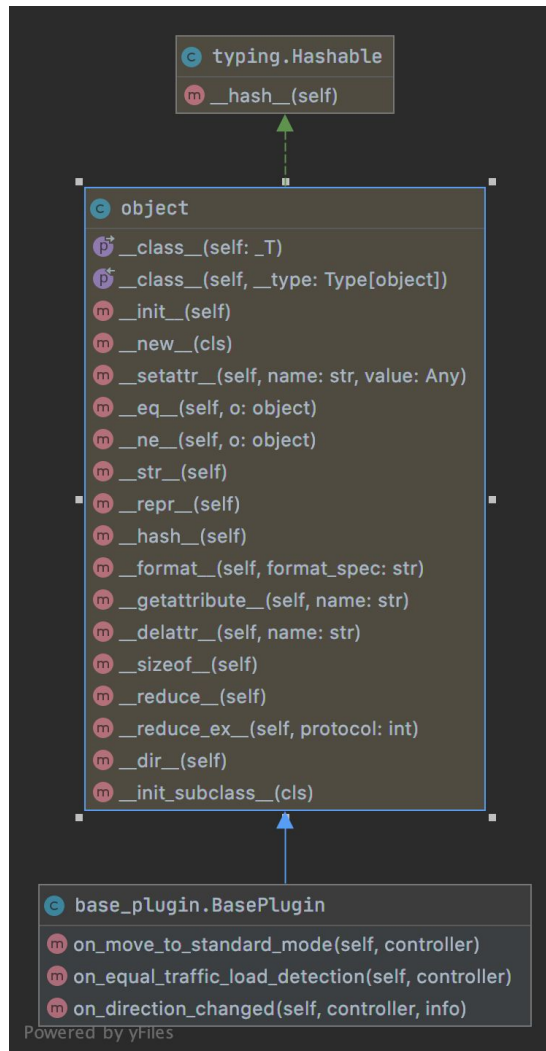 c typing.Hashable
m __hash__(self)
c object
p __class__(self: _T)
p __class__(self, __type: Type[object])
m __init__(self)
m __new__(cls)
m __setattr__(self, name: str, value: Any)
m __eq__(self, o: object)
m __ne__(self, o: object)
m __str__(self)
m __repr__(self)
m __hash__(self)
m __format__(self, format_spec: str)
m __getattribute__(self, name: str)
m __delattr__(self, name: str)
m __sizeof__(self)
m __reduce__(self)
m __reduce_ex__(self, protocol: int)
m __dir__(self)
m __init_subclass__(cls)
c base_plugin.BasePlugin
m on_move_to_standard_mode(self, controller)
m on_equal_traffic_load_detection(self, controller)
m on_direction_changed(self, controller, info)
Powered by yFiles